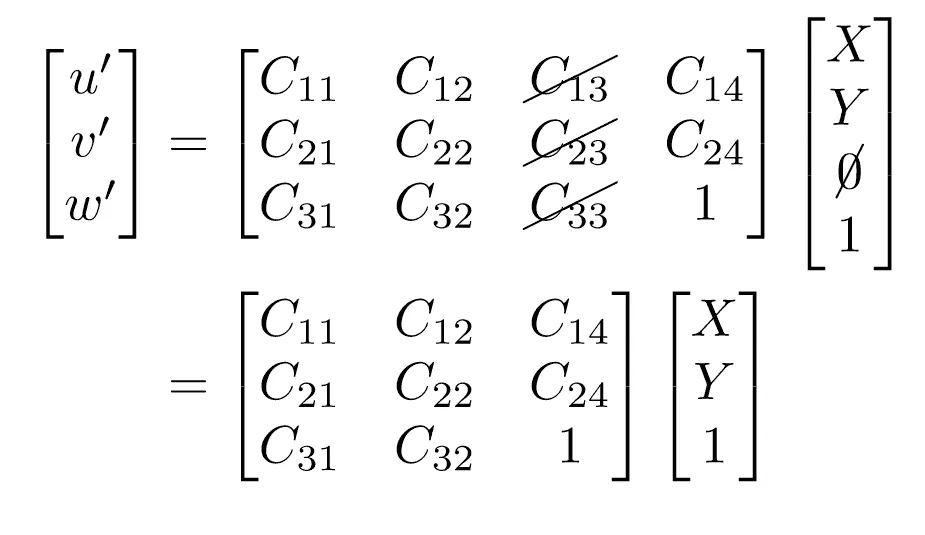 [u′ v′ w′] = [C₁₁ C₁₂ C₁₃ C₁₄; C₂₁ C₂₂ C₂₃ C₂₄; C₃₁ C₃₂ C₃₃ 1] [X Y 0 1]
= [C₁₁ C₁₂ C₁₄; C₂₁ C₂₂ C₂₄; C₃₁ C₃₂ 1] [X Y 1]